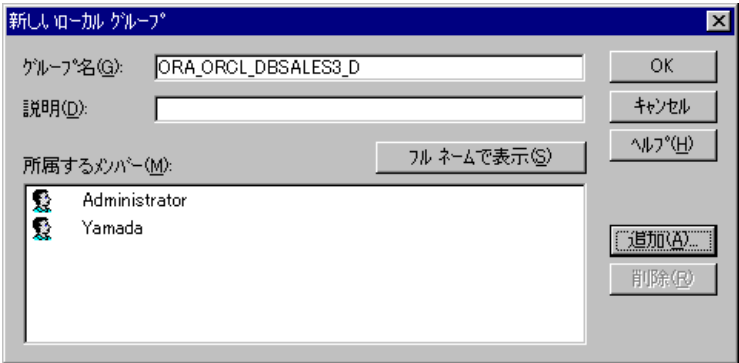 新しいﾛｰｶﾙ ｸﾞﾙｰﾌﾟ
ｸﾞﾙｰﾌﾟ名(G): ORA_ORCL_DBSALES3_D
OK
説明(D):
ｷｬﾝｾﾙ
ﾍﾙﾌﾟ(H)
所属するﾒﾝﾊﾞｰ(M):
ﾌﾙ ﾈｰﾑで表示(S)
Administrator
Yamada
追加(A)...
削除(R)